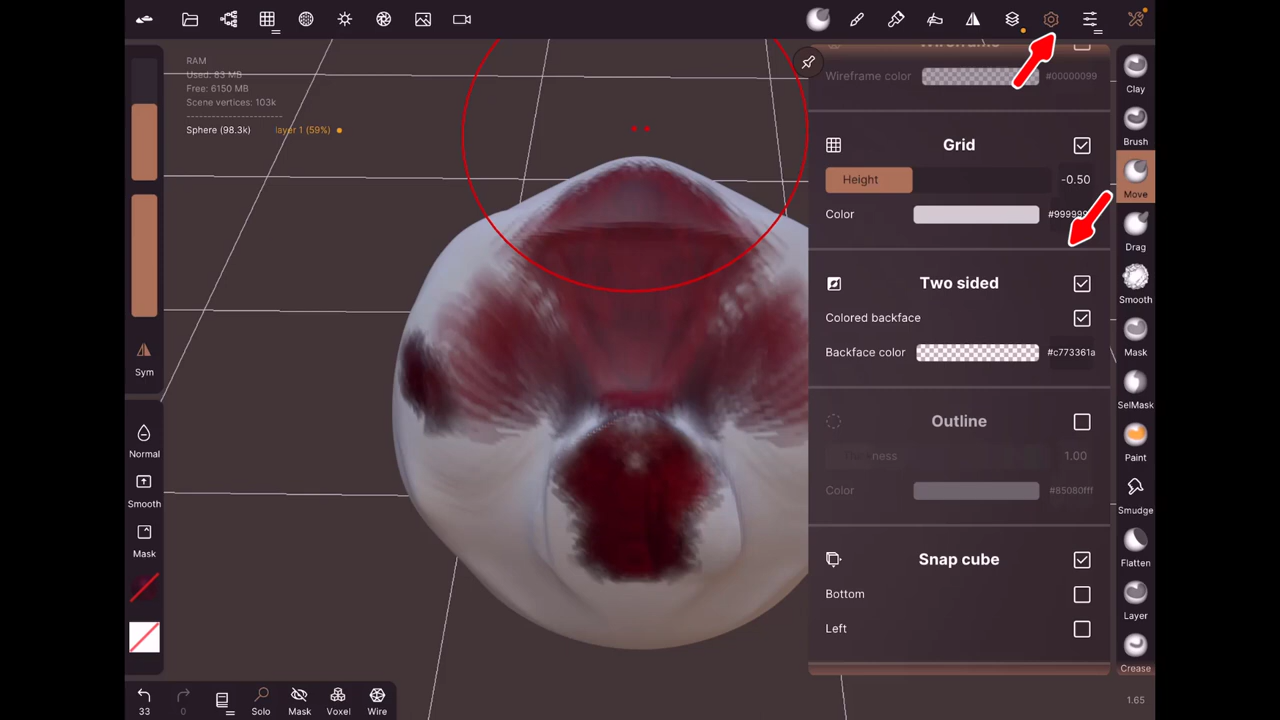 RAM
Used: 83 MB
Free: 6150 MB
Scene vertices: 103k
Sphere (98.3k) layer 1 (59%)
Sym
Normal
Smooth
Mask
33 0 Solo Mask Voxel Wire
Wireframe
Wireframe color #00000099
Grid
Height -0.50
Color
Two sided
Colored backface
Backface color #c773361a
Outline
1.00
Color #85080fff
Snap cube
Bottom
Left
Clay
Brush
Move
Drag
Smooth
Mask
SelMask
Paint
Smudge
Flatten
Layer
Crease
1.65